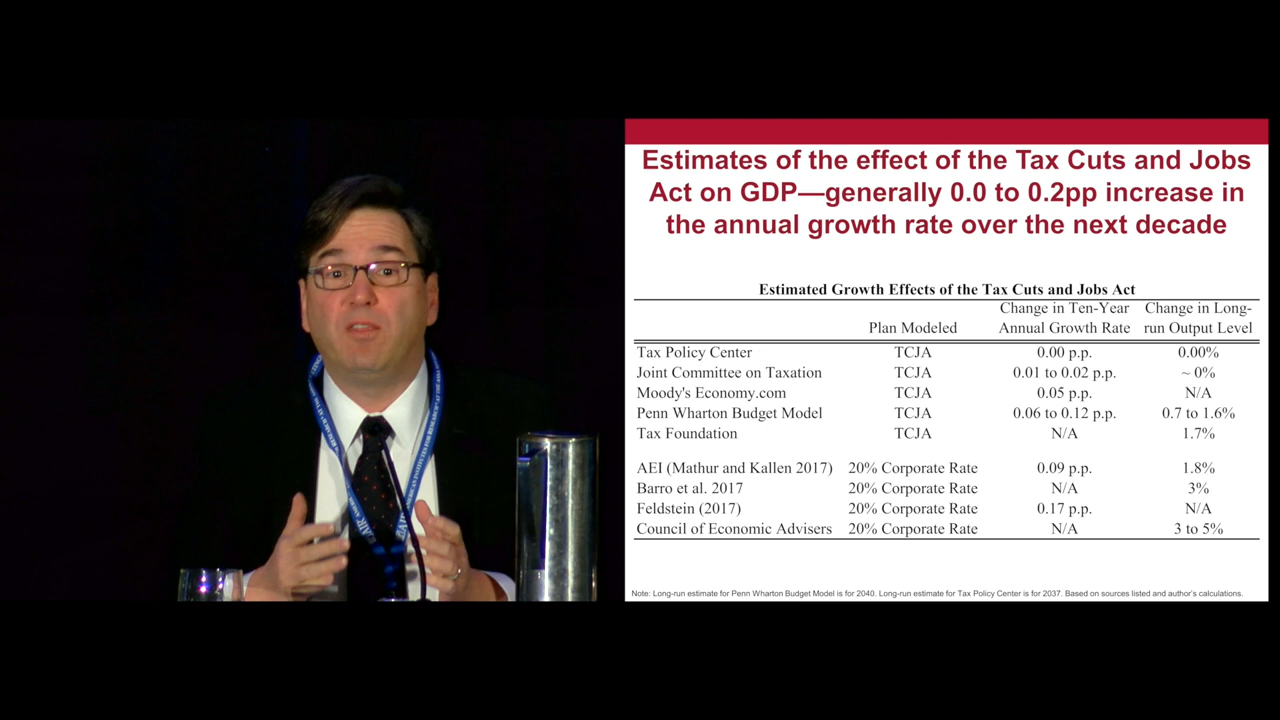 Estimates of the effect of the Tax Cuts and Jobs
Act on GDP—generally 0.0 to 0.2pp increase in
the annual growth rate over the next decade
Estimated Growth Effects of the Tax Cuts and Jobs Act
Plan Modeled Change in Ten-Year Annual Growth Rate Change in Long-run Output Level
Tax Policy Center TCJA 0.00 p.p. 0.00%
Joint Committee on Taxation TCJA 0.01 to 0.02 p.p. ~ 0%
Moody's Economy.com TCJA 0.05 p.p. N/A
Penn Wharton Budget Model TCJA 0.06 to 0.12 p.p. 0.7 to 1.6%
Tax Foundation TCJA N/A 1.7%
AEI (Mathur and Kallen 2017) 20% Corporate Rate 0.09 p.p. 1.8%
Barro et al. 2017 20% Corporate Rate N/A 3%
Feldstein (2017) 20% Corporate Rate 0.17 p.p. N/A
Council of Economic Advisers 20% Corporate Rate N/A 3 to 5%
Note: Long-run estimate for Penn Wharton Budget Model is for 2040. Long-run estimate for Tax Policy Center is for 2037. Based on sources listed and author's calculations.